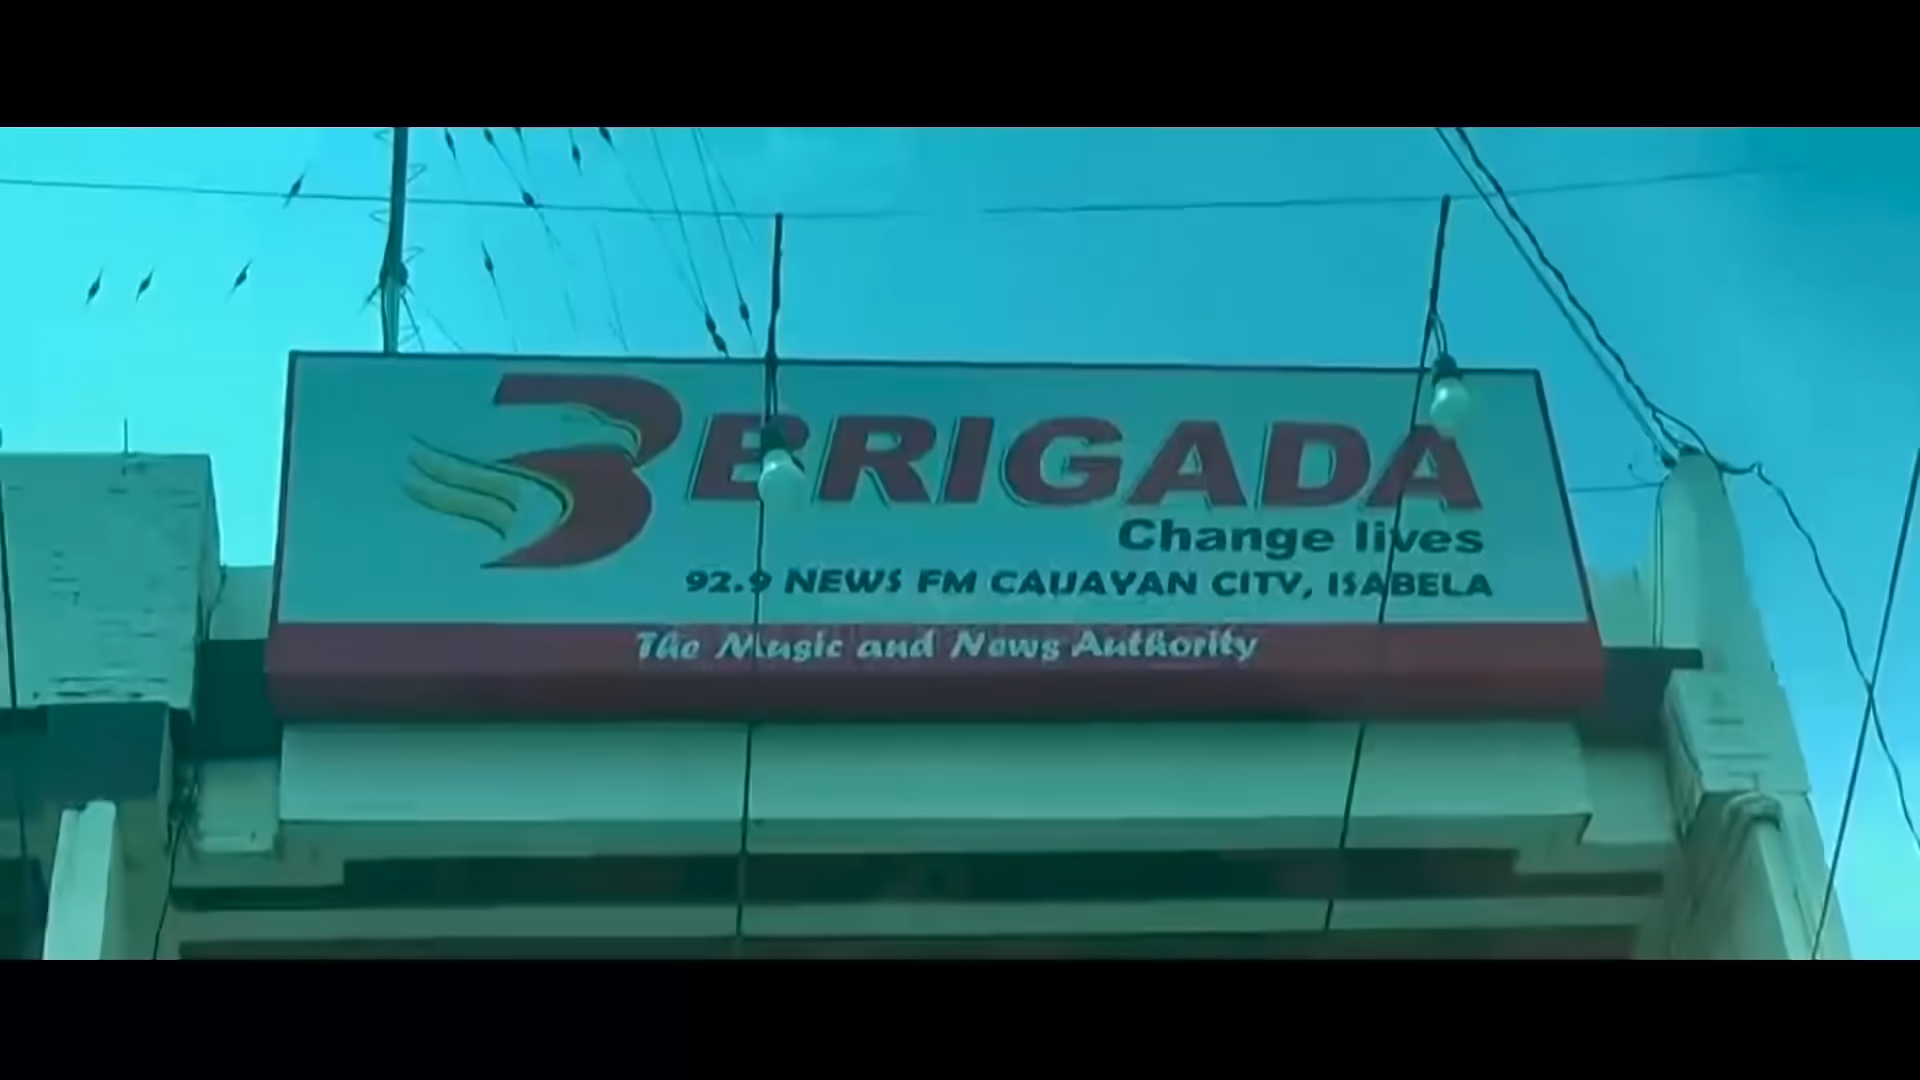 BRIGADA
Change lives
92.9 NEWS FM CAUAYAN CITY, ISABELA
The Music and News Authority